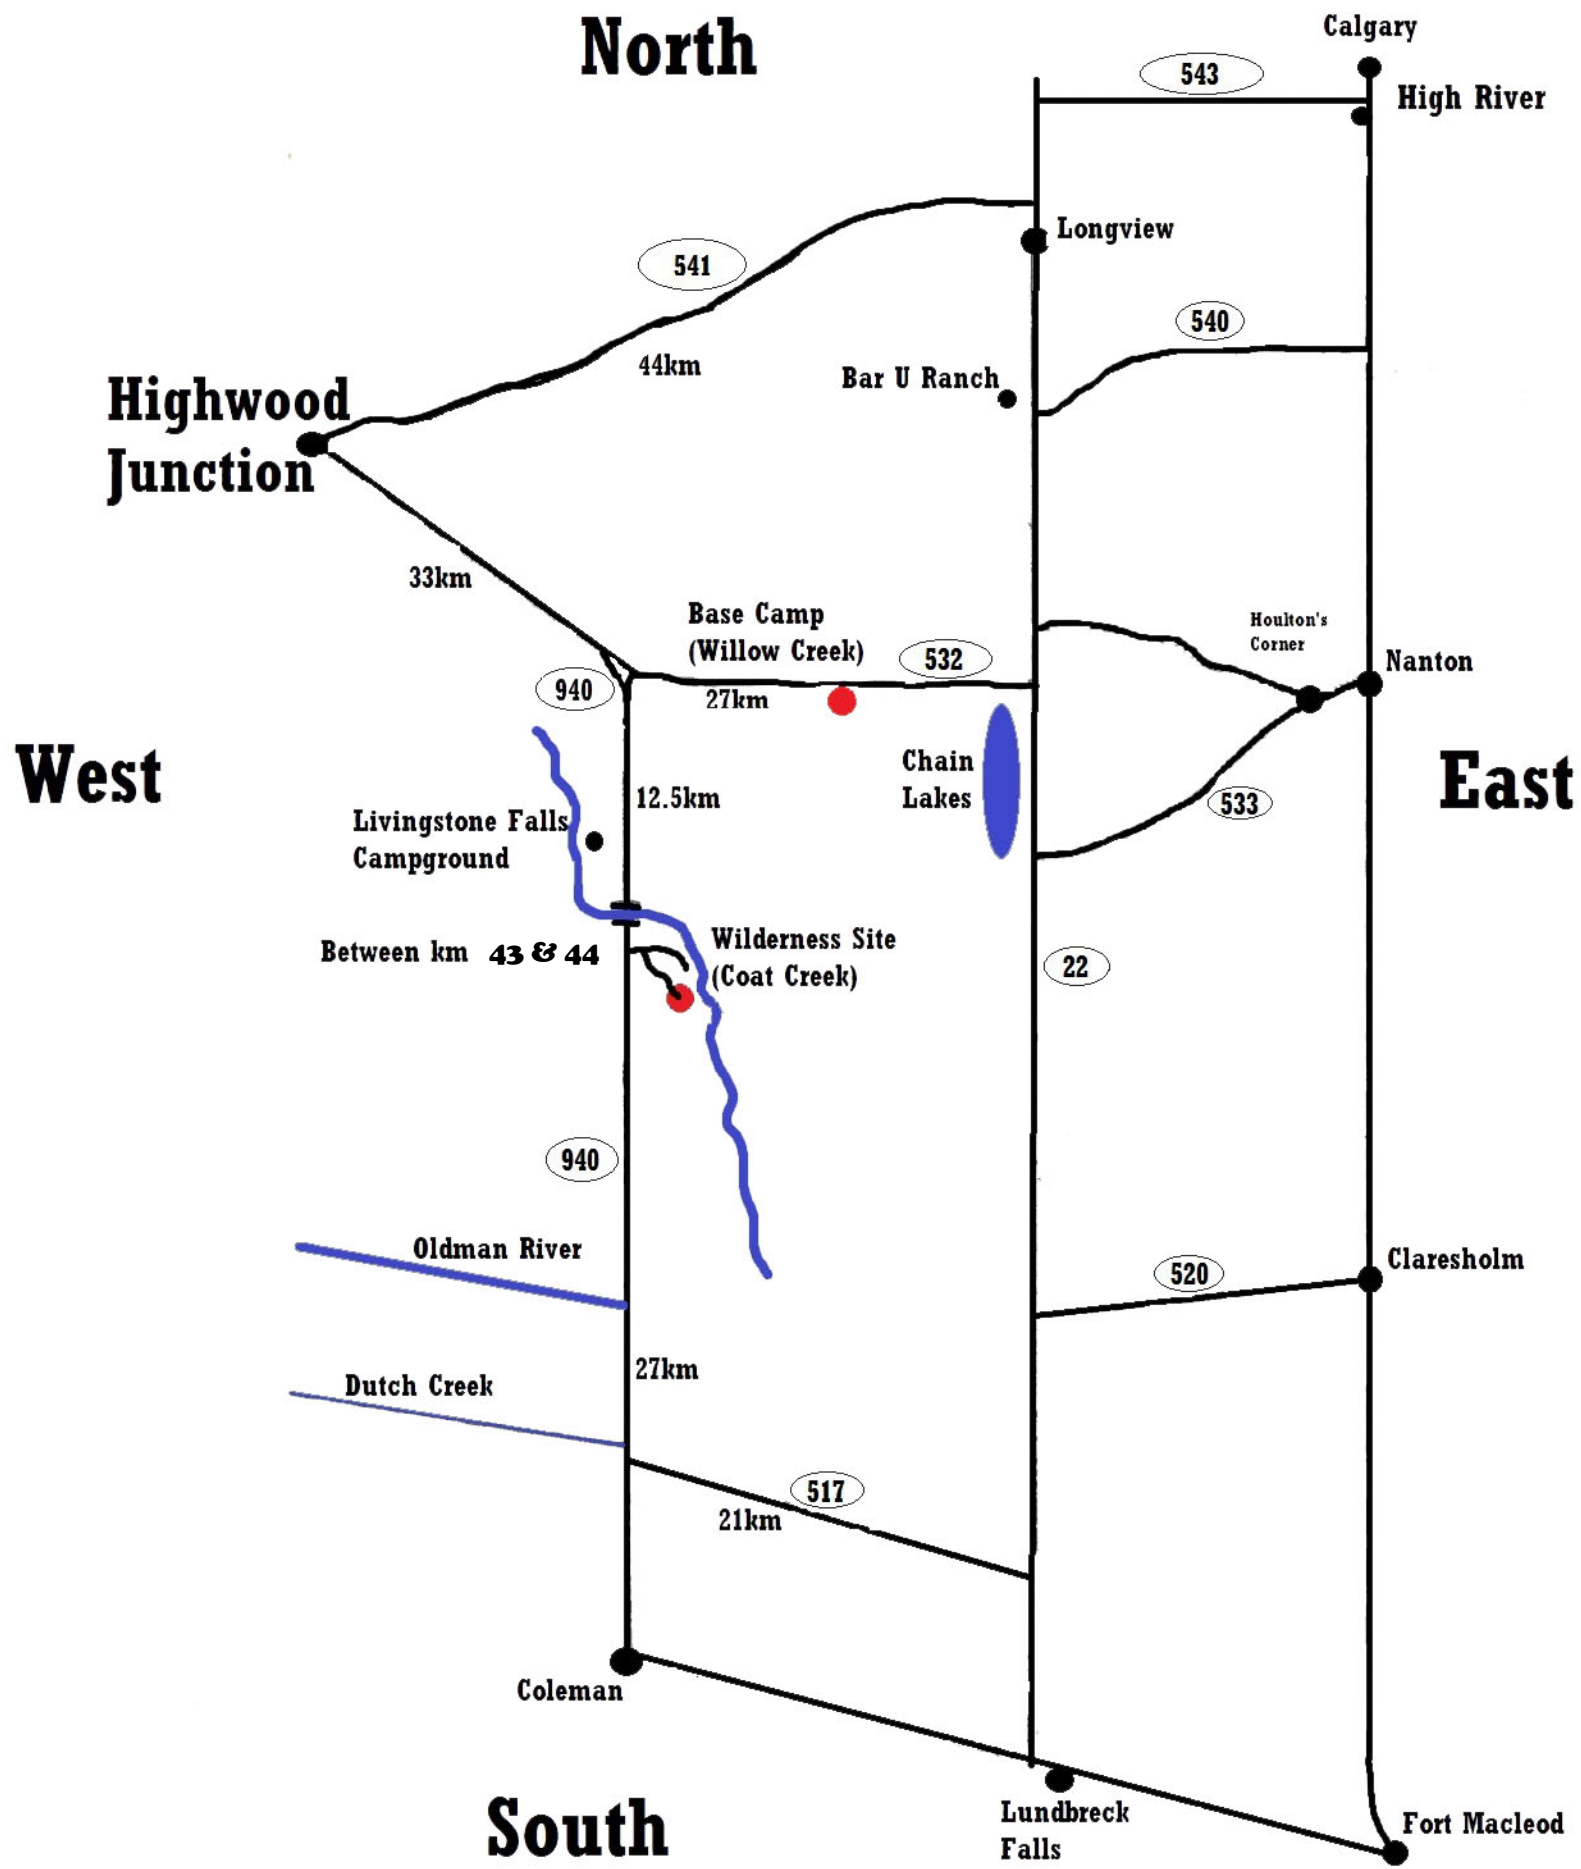 North
Calgary
543
High River
Longview
541
540
44km
Bar U Ranch
Highwood
Junction
33km
Base Camp
(Willow Creek)
532
Houlton's
Corner
Nanton
940
27km
West
East
Chain
Lakes
12.5km
533
Livingstone Falls
Campground
Between km 43 & 44
Wilderness Site
(Coat Creek)
22
940
Oldman River
520
Claresholm
27km
Dutch Creek
517
21km
Coleman
South
Lundbreck
Falls
Fort Macleod